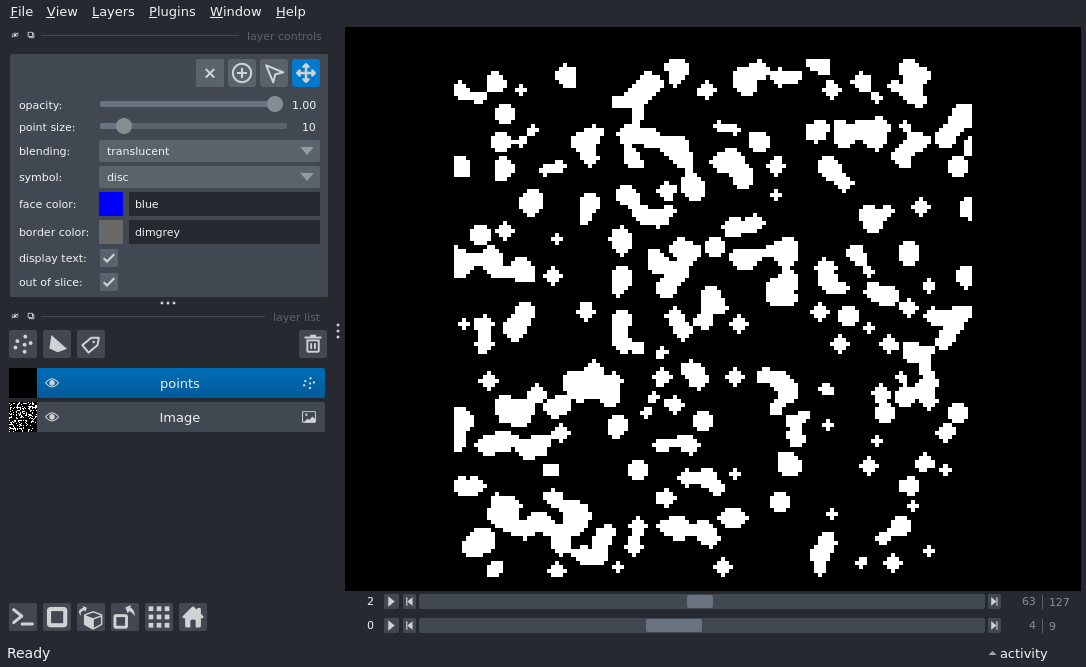 File View Layers Plugins Window Help
layer controls
opacity: 1.00
point size: 10
blending: translucent
symbol: disc
face color: blue
border color: dimgrey
display text:
out of slice:
layer list
points
Image
2 63 127
0 4 9
Ready activity